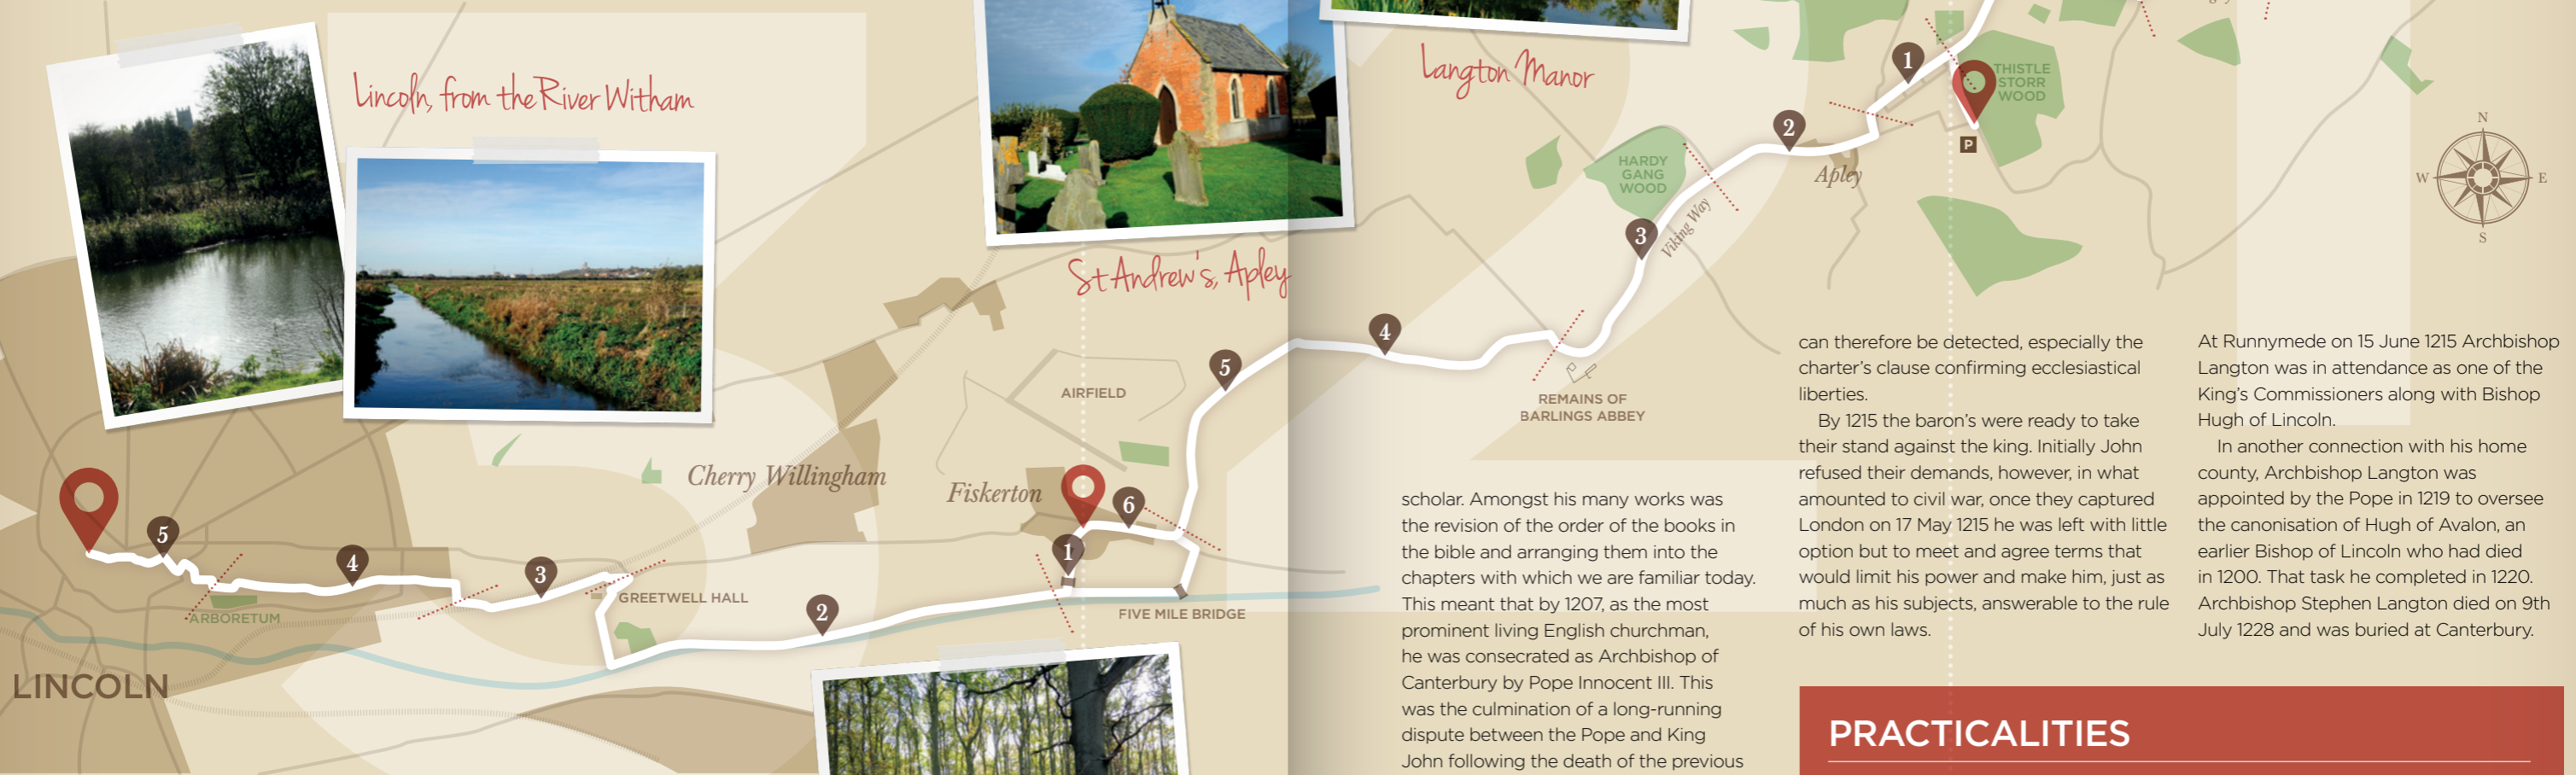 Lincoln, from the River Witham
St Andrew's, Apley
Langton Manor
1
THISTLE
STORR
WOOD
P
2
Apley
HARDY
GANG
WOOD
Viking Way
3
N
W
E
S
4
REMAINS OF
BARLINGS ABBEY
5
AIRFIELD
Cherry Willingham
Fiskerton
6
1
FIVE MILE BRIDGE
2
GREETWELL HALL
3
4
5
ARBORETUM
LINCOLN
scholar. Amongst his many works was
the revision of the order of the books in
the bible and arranging them into the
chapters with which we are familiar today.
This meant that by 1207, as the most
prominent living English churchman,
he was consecrated as Archbishop of
Canterbury by Pope Innocent III. This
was the culmination of a long-running
dispute between the Pope and King
John following the death of the previous
can therefore be detected, especially the
charter's clause confirming ecclesiastical
liberties.
By 1215 the baron's were ready to take
their stand against the king. Initially John
refused their demands, however, in what
amounted to civil war, once they captured
London on 17 May 1215 he was left with little
option but to meet and agree terms that
would limit his power and make him, just as
much as his subjects, answerable to the rule
of his own laws.
At Runnymede on 15 June 1215 Archbishop
Langton was in attendance as one of the
King's Commissioners along with Bishop
Hugh of Lincoln.
In another connection with his home
county, Archbishop Langton was
appointed by the Pope in 1219 to oversee
the canonisation of Hugh of Avalon, an
earlier Bishop of Lincoln who had died
in 1200. That task he completed in 1220.
Archbishop Stephen Langton died on 9th
July 1228 and was buried at Canterbury.
PRACTICALITIES